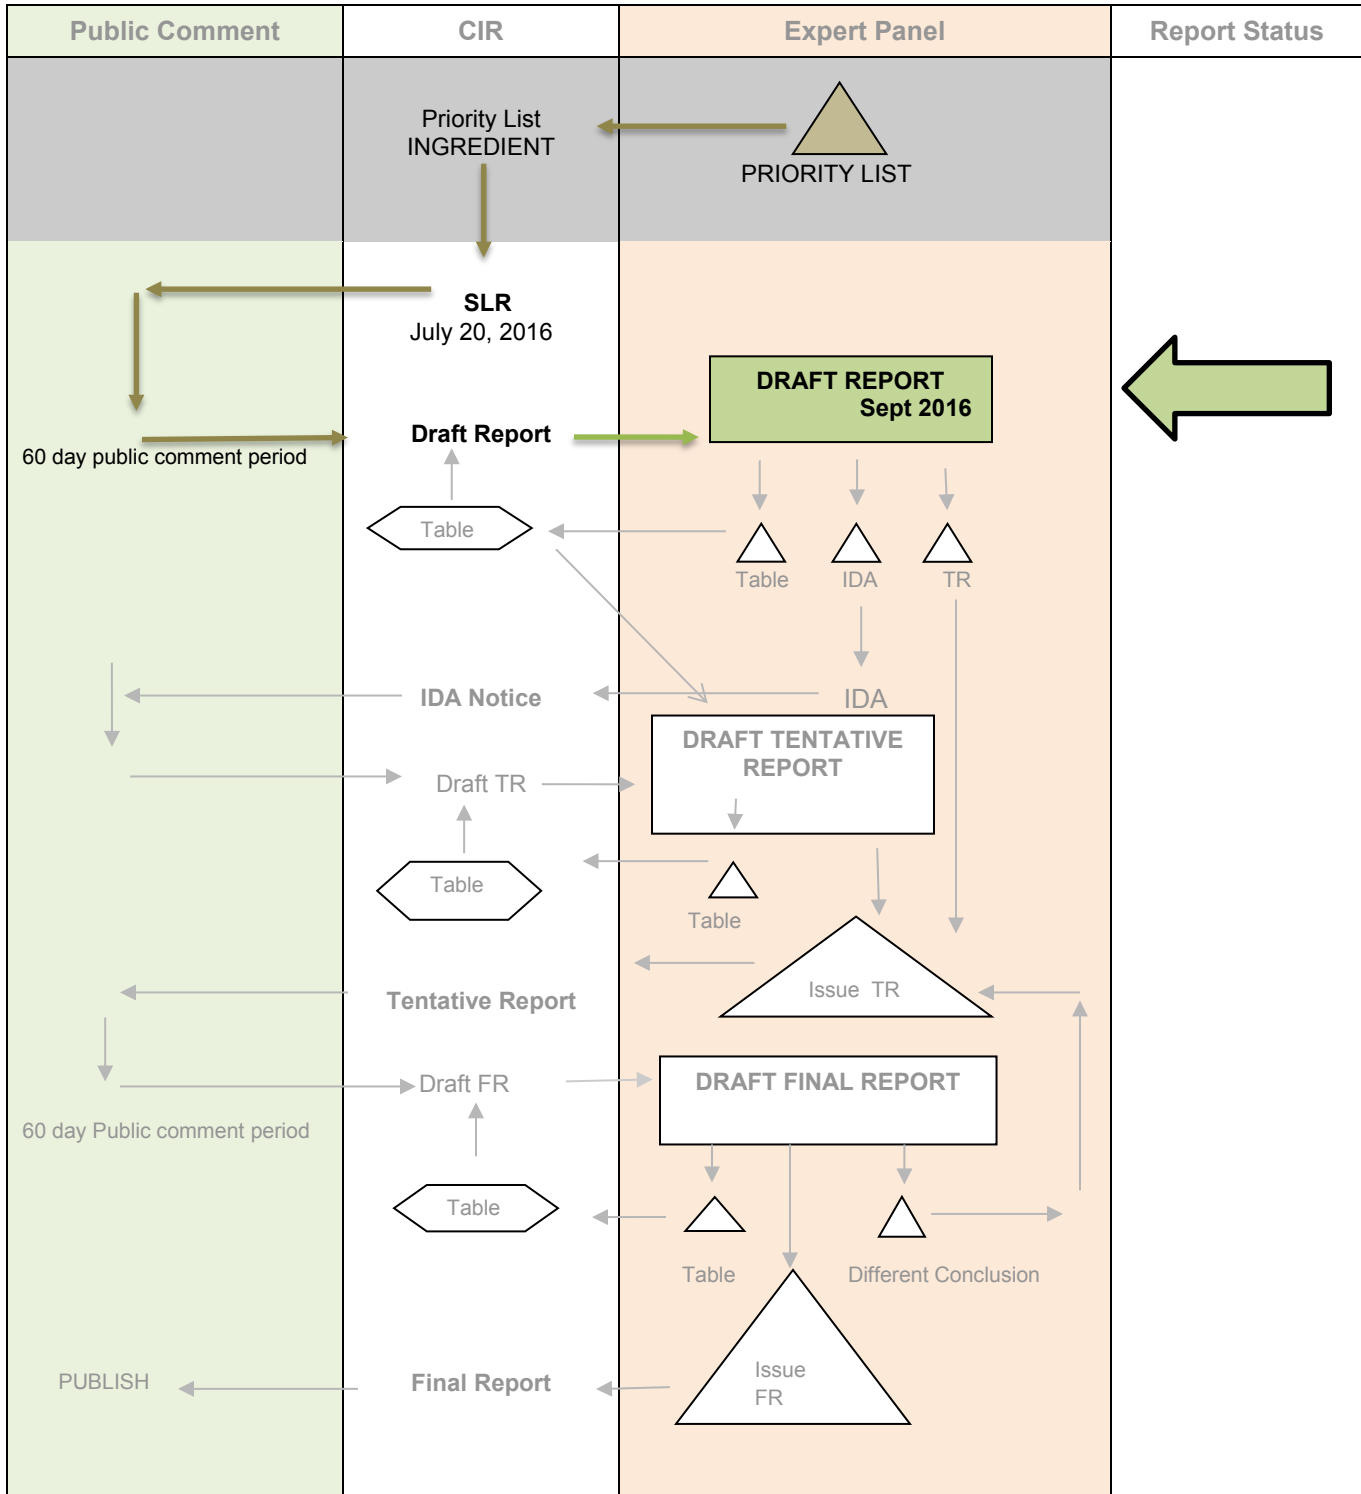 Public Comment
CIR
Expert Panel
Report Status
Priority List
INGREDIENT
PRIORITY LIST
SLR
July 20, 2016
DRAFT REPORT
Sept 2016
60 day public comment period
Draft Report
Table
Table
IDA
TR
IDA Notice
IDA
DRAFT TENTATIVE
REPORT
Draft TR
Table
Table
Issue TR
Tentative Report
Draft FR
DRAFT FINAL REPORT
60 day Public comment period
Table
Table
Different Conclusion
PUBLISH
Final Report
Issue
FR